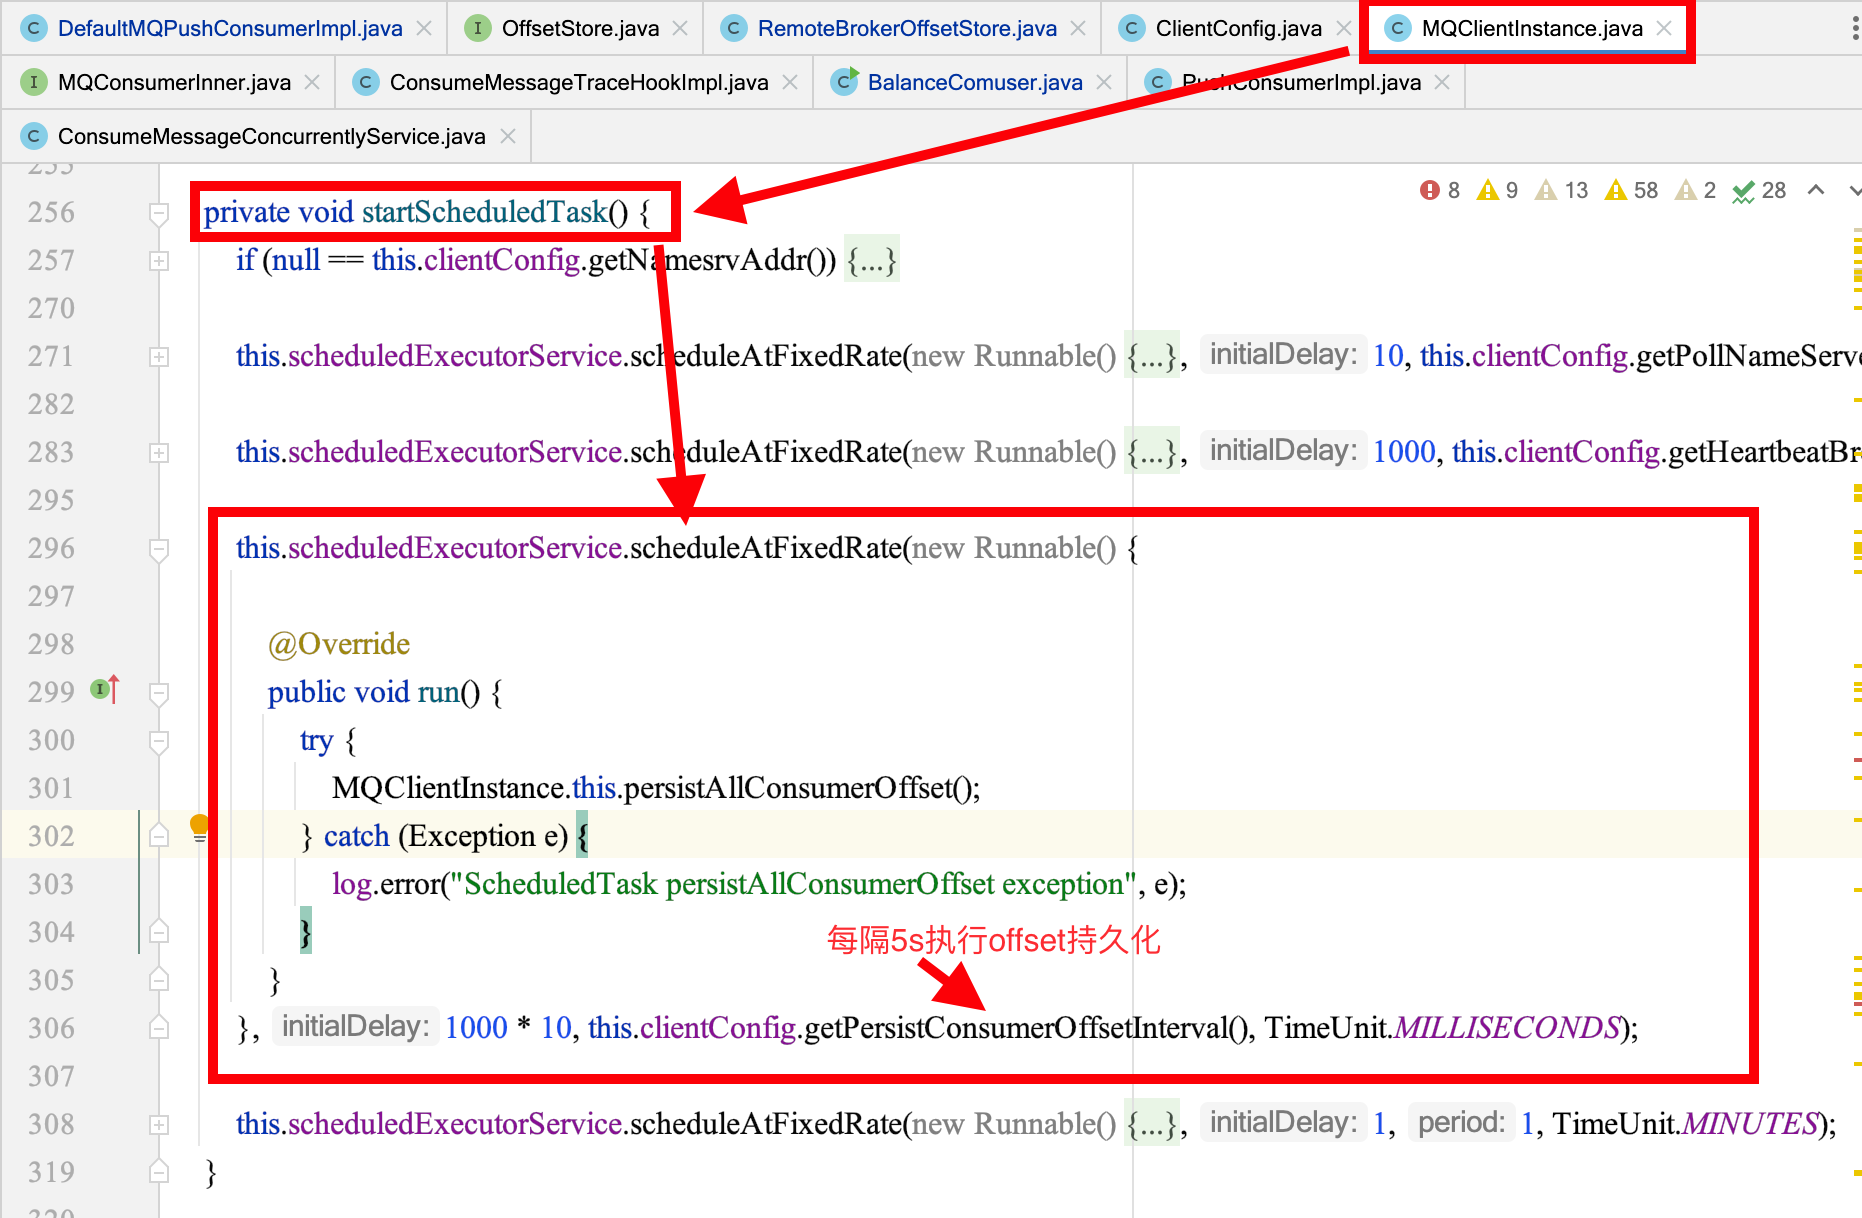 DefaultMQPushConsumerImpl.java OffsetStore.java RemoteBrokerOffsetStore.java ClientConfig.java MQClientInstance.java
MQConsumerInner.java ConsumeMessageTraceHookImpl.java BalanceComuser.java PushConsumerImpl.java
ConsumeMessageConcurrentlyService.java
8 9 13 58 2 28
256 private void startScheduledTask() {
257 if (null == this.clientConfig.getNamesrvAddr()) {...}
270
271 this.scheduledExecutorService.scheduleAtFixedRate(new Runnable() {...}, initialDelay: 10, this.clientConfig.getPollNameServe
282
283 this.scheduledExecutorService.scheduleAtFixedRate(new Runnable() {...}, initialDelay: 1000, this.clientConfig.getHeartbeatBr
295
296 this.scheduledExecutorService.scheduleAtFixedRate(new Runnable() {
297
298 @Override
299 public void run() {
300 try {
301 MQClientInstance.this.persistAllConsumerOffset();
302 } catch (Exception e) {
303 log.error("ScheduledTask persistAllConsumerOffset exception", e);
304 }
每隔5s执行offset持久化
305 }
306 }, initialDelay: 1000 * 10, this.clientConfig.getPersistConsumerOffsetInterval(), TimeUnit.MILLISECONDS);
307
308 this.scheduledExecutorService.scheduleAtFixedRate(new Runnable() {...}, initialDelay: 1, period: 1, TimeUnit.MINUTES);
319 }